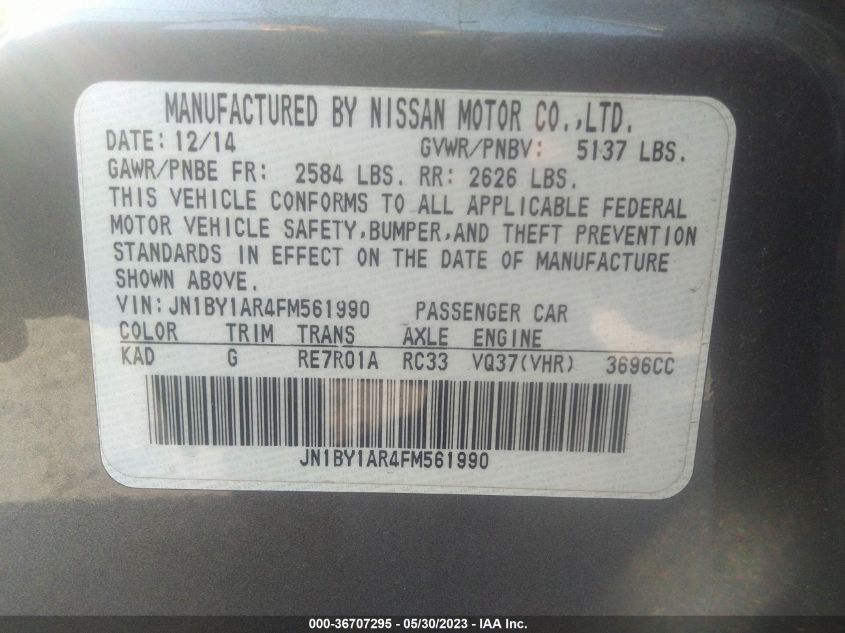 MANUFACTURED BY NISSAN MOTOR CO.,LTD.
DATE: 12/14 GVWR/PNBV: 5137 LBS.
GAWR/PNBE FR: 2584 LBS. RR: 2626 LBS.
THIS VEHICLE CONFORMS TO ALL APPLICABLE FEDERAL
MOTOR VEHICLE SAFETY,BUMPER,AND THEFT PREVENTION
STANDARDS IN EFFECT ON THE DATE OF MANUFACTURE
SHOWN ABOVE.
VIN: JN1BY1AR4FM561990 PASSENGER CAR
COLOR TRIM TRANS AXLE ENGINE
KAD G RE7R01A RC33 VQ37(VHR) 3696CC
JN1BY1AR4FM561990
000-36707295 - 05/30/2023 - IAA Inc.